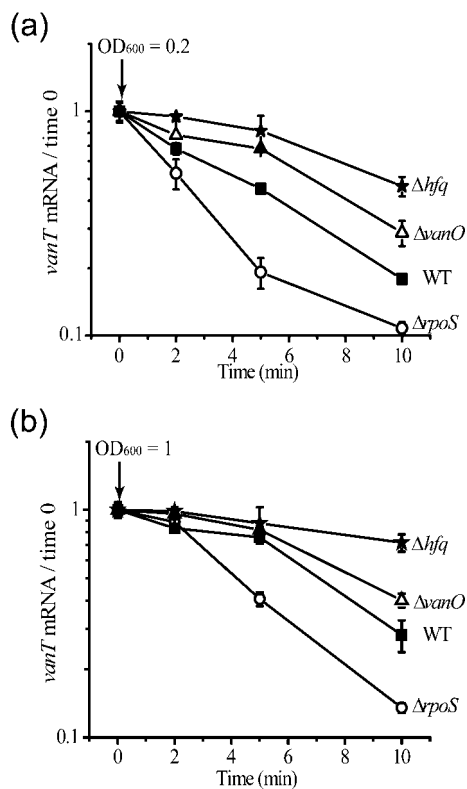 (a)
OD600 = 0.2
1
0.1
vanT mRNA / time 0
Δhfq
ΔvanO
WT
ΔrpoS
0 2 4 6 8 10
Time (min)
(b)
OD600 = 1
1
0.1
vanT mRNA / time 0
Δhfq
ΔvanO
WT
ΔrpoS
0 2 4 6 8 10
Time (min)